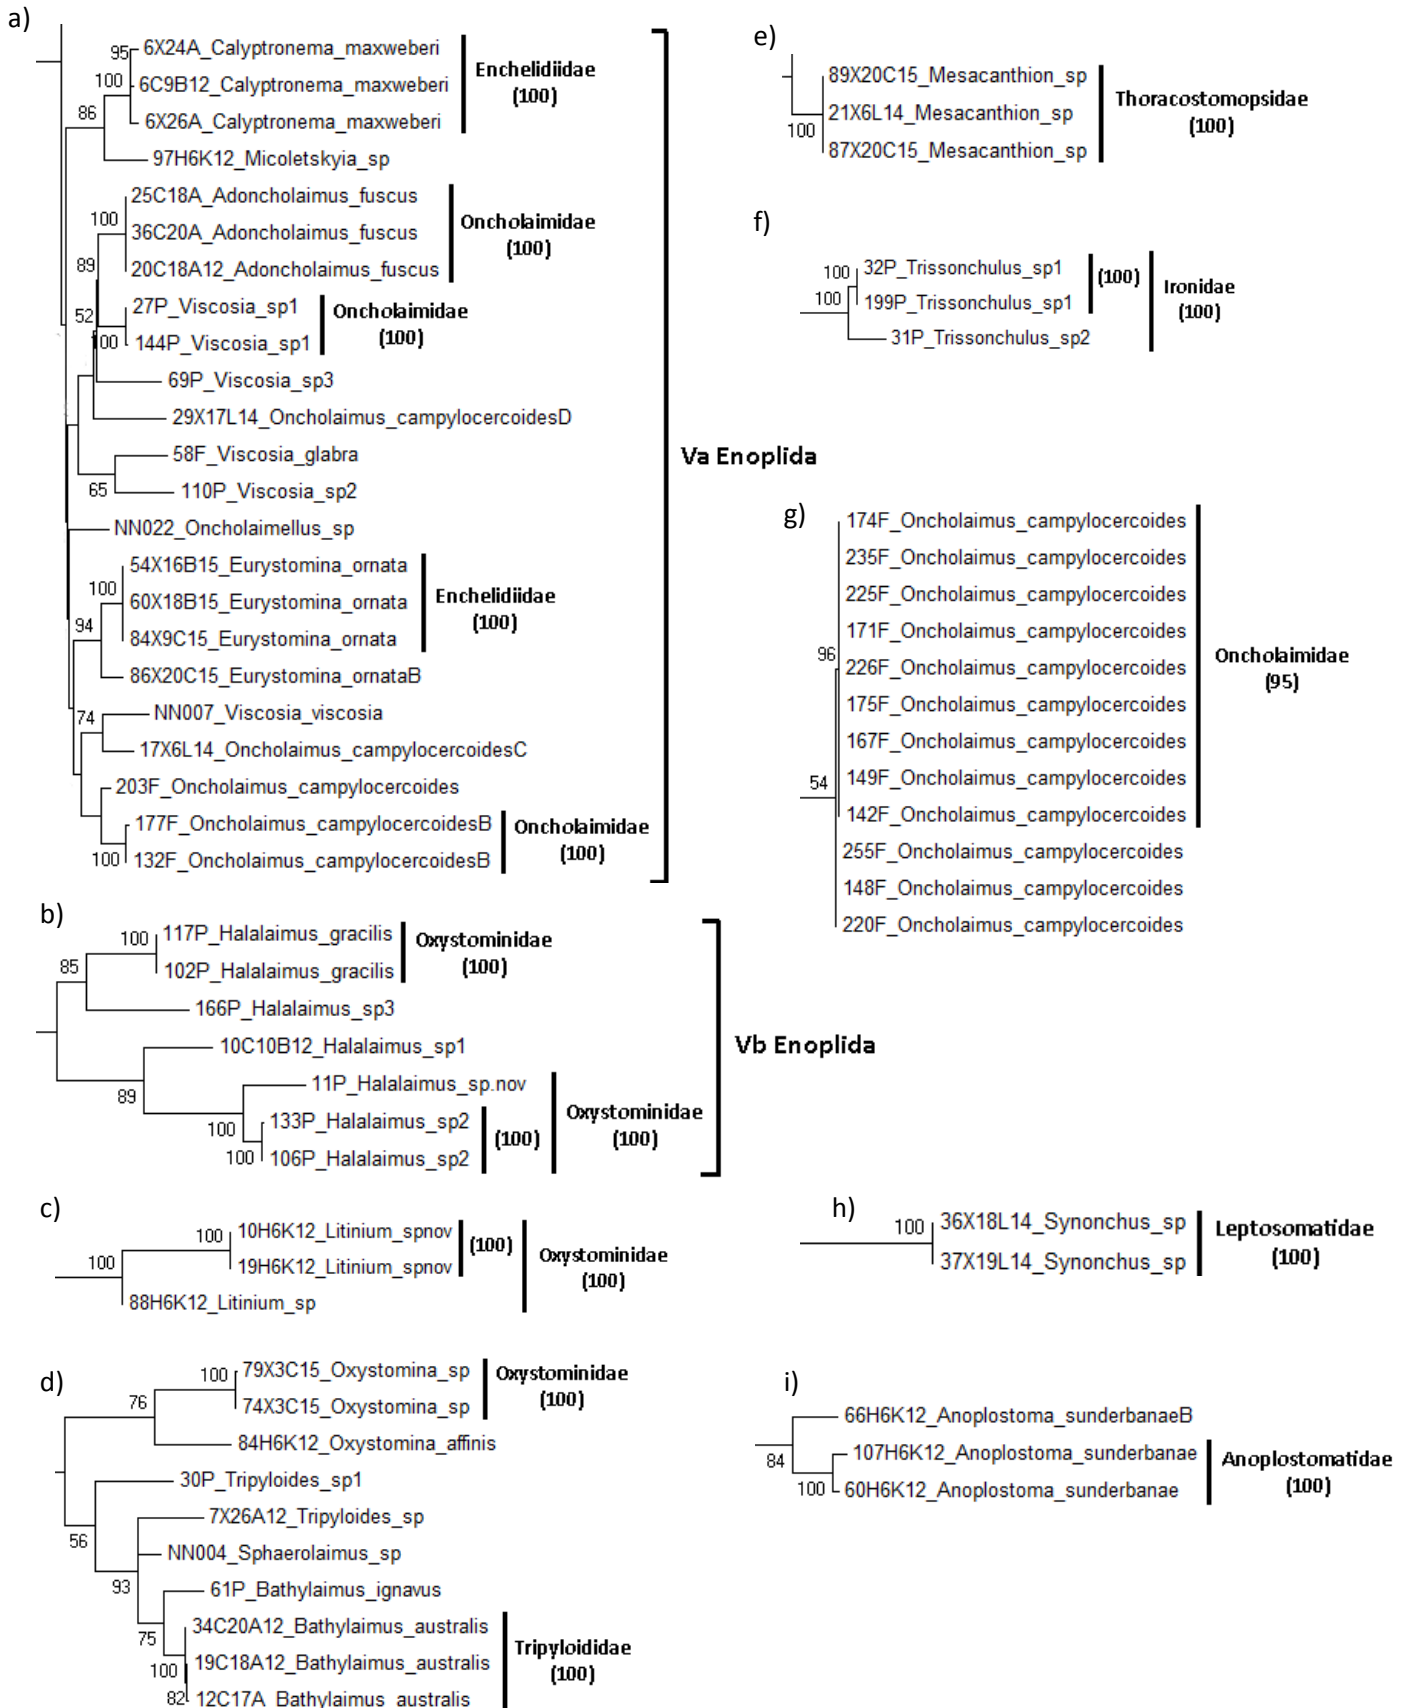 a)
95
6X24A_Calyptronema_maxweberi
100
6C9B12_Calyptronema_maxweberi
6X26A_Calyptronema_maxweberi
86
97H6K12_Micoletskyia_sp
Enchelidiidae
(100)
25C18A_Adoncholaimus_fuscus
100
36C20A_Adoncholaimus_fuscus
20C18A12_Adoncholaimus_fuscus
Oncholaimidae
(100)
89
27P_Viscosia_sp1
52
100
144P_Viscosia_sp1
Oncholaimidae
(100)
69P_Viscosia_sp3
29X17L14_Oncholaimus_campylocercoidesD
58F_Viscosia_glabra
65
110P_Viscosia_sp2
NN022_Oncholaimellus_sp
54X16B15_Eurystomina_ornata
100
60X18B15_Eurystomina_ornata
84X9C15_Eurystomina_ornata
Enchelidiidae
(100)
94
86X20C15_Eurystomina_ornataB
NN007_Viscosia_viscosia
74
17X6L14_Oncholaimus_campylocercoidesC
203F_Oncholaimus_campylocercoides
177F_Oncholaimus_campylocercoidesB
100
132F_Oncholaimus_campylocercoidesB
Oncholaimidae
(100)
Va Enoplida
b)
117P_Halalaimus_gracilis
100
102P_Halalaimus_gracilis
Oxystominidae
(100)
85
166P_Halalaimus_sp3
10C10B12_Halalaimus_sp1
89
11P_Halalaimus_sp.nov
100
133P_Halalaimus_sp2
100
106P_Halalaimus_sp2
(100)
Oxystominidae
(100)
Vb Enoplida
c)
100
10H6K12_Litinium_spnov
19H6K12_Litinium_spnov
(100)
100
88H6K12_Litinium_sp
Oxystominidae
(100)
d)
100
79X3C15_Oxystomina_sp
74X3C15_Oxystomina_sp
Oxystominidae
(100)
76
84H6K12_Oxystomina_affinis
30P_Tripyloides_sp1
56
7X26A12_Tripyloides_sp
NN004_Sphaerolaimus_sp
93
61P_Bathylaimus_ignavus
75
34C20A12_Bathylaimus_australis
100
19C18A12_Bathylaimus_australis
82
12C17A_Bathylaimus_australis
Tripyloididae
(100)
e)
89X20C15_Mesacanthion_sp
21X6L14_Mesacanthion_sp
100
87X20C15_Mesacanthion_sp
Thoracostomopsidae
(100)
f)
100
32P_Trissonchulus_sp1
100
199P_Trissonchulus_sp1
(100)
31P_Trissonchulus_sp2
Ironidae
(100)
g)
174F_Oncholaimus_campylocercoides
235F_Oncholaimus_campylocercoides
225F_Oncholaimus_campylocercoides
171F_Oncholaimus_campylocercoides
96
226F_Oncholaimus_campylocercoides
175F_Oncholaimus_campylocercoides
167F_Oncholaimus_campylocercoides
149F_Oncholaimus_campylocercoides
54
142F_Oncholaimus_campylocercoides
Oncholaimidae
(95)
255F_Oncholaimus_campylocercoides
148F_Oncholaimus_campylocercoides
220F_Oncholaimus_campylocercoides
h)
100
36X18L14_Synonchus_sp
37X19L14_Synonchus_sp
Leptosomatidae
(100)
i)
66H6K12_Anoplostoma_sunderbanaeB
84
107H6K12_Anoplostoma_sunderbanae
100
60H6K12_Anoplostoma_sunderbanae
Anoplostomatidae
(100)